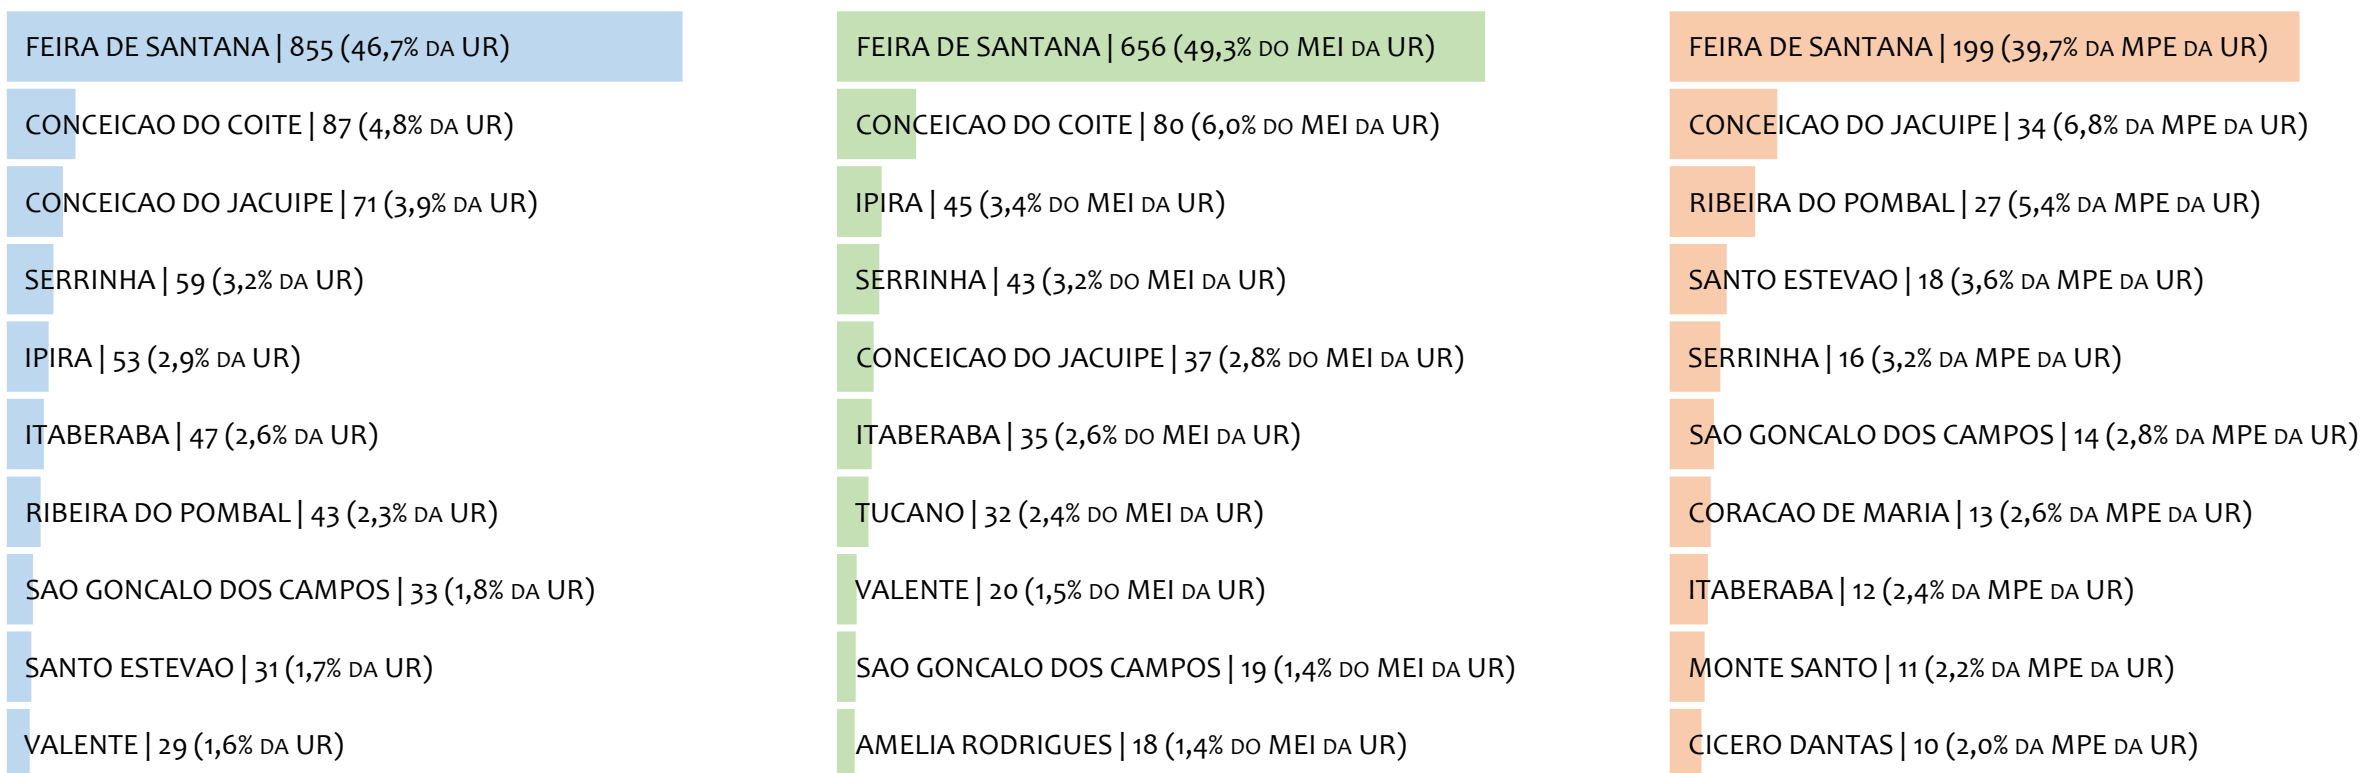 FEIRA DE SANTANA | 855 (46,7% DA UR)
CONCEICAO DO COITE | 87 (4,8% DA UR)
CONCEICAO DO JACUIPE | 71 (3,9% DA UR)
SERRINHA | 59 (3,2% DA UR)
IPIRA | 53 (2,9% DA UR)
ITABERABA | 47 (2,6% DA UR)
RIBEIRA DO POMBAL | 43 (2,3% DA UR)
SAO GONCALO DOS CAMPOS | 33 (1,8% DA UR)
SANTO ESTEVAO | 31 (1,7% DA UR)
VALENTE | 29 (1,6% DA UR)
FEIRA DE SANTANA | 656 (49,3% DO MEI DA UR)
CONCEICAO DO COITE | 80 (6,0% DO MEI DA UR)
IPIRA | 45 (3,4% DO MEI DA UR)
SERRINHA | 43 (3,2% DO MEI DA UR)
CONCEICAO DO JACUIPE | 37 (2,8% DO MEI DA UR)
ITABERABA | 35 (2,6% DO MEI DA UR)
TUCANO | 32 (2,4% DO MEI DA UR)
VALENTE | 20 (1,5% DO MEI DA UR)
SAO GONCALO DOS CAMPOS | 19 (1,4% DO MEI DA UR)
AMELIA RODRIGUES | 18 (1,4% DO MEI DA UR)
FEIRA DE SANTANA | 199 (39,7% DA MPE DA UR)
CONCEICAO DO JACUIPE | 34 (6,8% DA MPE DA UR)
RIBEIRA DO POMBAL | 27 (5,4% DA MPE DA UR)
SANTO ESTEVAO | 18 (3,6% DA MPE DA UR)
SERRINHA | 16 (3,2% DA MPE DA UR)
SAO GONCALO DOS CAMPOS | 14 (2,8% DA MPE DA UR)
CORACAO DE MARIA | 13 (2,6% DA MPE DA UR)
ITABERABA | 12 (2,4% DA MPE DA UR)
MONTE SANTO | 11 (2,2% DA MPE DA UR)
CICERO DANTAS | 10 (2,0% DA MPE DA UR)